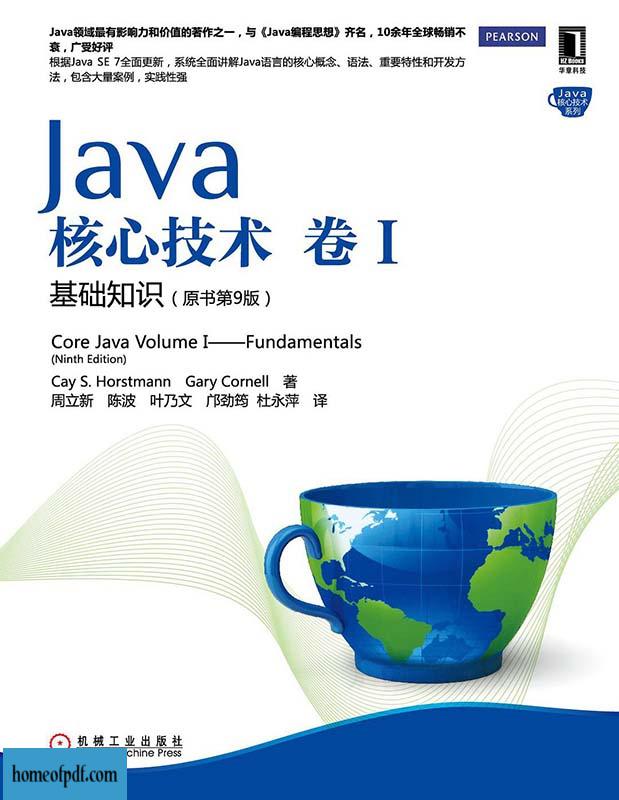 Java领域最有影响力和价值的著作之一，与《Java编程思想》齐名，10余年全球畅销不
衰，广受好评
根据Java SE 7全面更新，系统全面讲解Java语言的核心概念、语法、重要特性和开发方
法，包含大量案例，实践性强
PEARSON
HZ Books
华章科技
Java
核心技术
系列
Java
核心技术 卷 I
基础知识（原书第9版）
Core Java Volume I——Fundamentals
(Ninth Edition)
Cay S. Horstmann Gary Cornell 著
周立新 陈波 叶乃文 邝劲筠 杜永萍 译
机械工业出版社
chine Press
homeofpdf.com